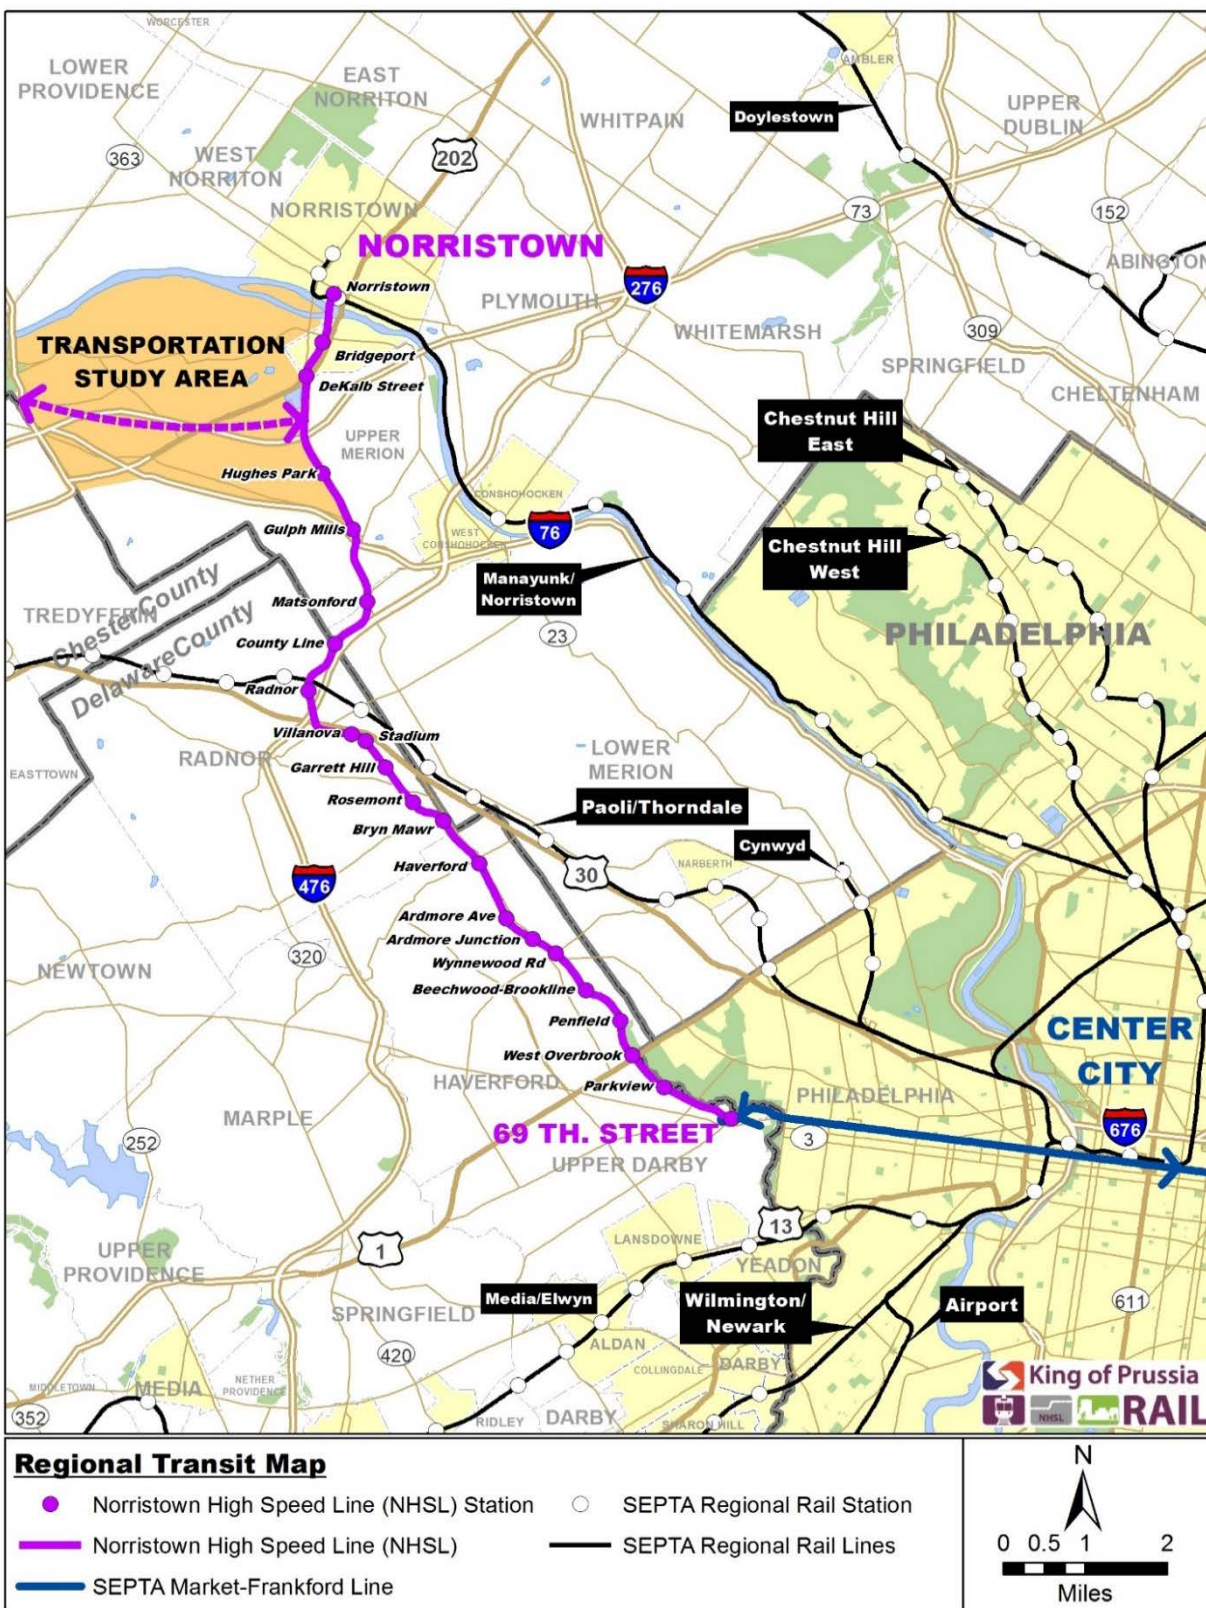 WORCESTER
LOWER
PROVIDENCE
EAST
NORRITON
AMBLER
WHITPAIN
Doylestown
UPPER
DUBLIN
363
WEST
NORRITON
202
NORRISTOWN
73
152
NORRISTOWN
ABINGTON
276
Norristown
PLYMOUTH
WHITEMARSH
309
TRANSPORTATION
STUDY AREA
Bridgeport
DeKalb Street
SPRINGFIELD
CHELTENHAM
Chestnut Hill
East
UPPER
MERION
Hughes Park
CONSHOHOCKEN
Gulph Mills
76
WEST
CONSHOHOCKEN
Chestnut Hill
West
Manayunk/
Norristown
Matsonford
TREDYFFRIN
Chester County
Delaware County
23
PHILADELPHIA
County Line
Radnor
Villanova
Stadium
RADNOR
LOWER
MERION
EASTTOWN
Garrett Hill
Rosemont
Paoli/Thorndale
Bryn Mawr
Cynwyd
Haverford
30
NARBERTH
476
Ardmore Ave
Ardmore Junction
320
Wynnewood Rd
NEWTOWN
Beechwood-Brookline
Penfield
CENTER
CITY
West Overbrook
HAVERFORD
Parkview
PHILADELPHIA
MARPLE
69 TH. STREET
676
252
3
UPPER DARBY
13
LANSDOWNE
1
UPPER
PROVIDENCE
YEADON
Media/Elwyn
Wilmington/
Newark
Airport
611
SPRINGFIELD
ALDAN
420
COLLINGDALE
DARBY
King of Prussia
NETHER
PROVIDENCE
MIDDLETOWN
MEDIA
352
RIDLEY
DARBY
SHARON HILL
NHSL
RAIL
Regional Transit Map
Norristown High Speed Line (NHSL) Station
SEPTA Regional Rail Station
Norristown High Speed Line (NHSL)
SEPTA Regional Rail Lines
SEPTA Market-Frankford Line
N
0 0.5 1 2
Miles